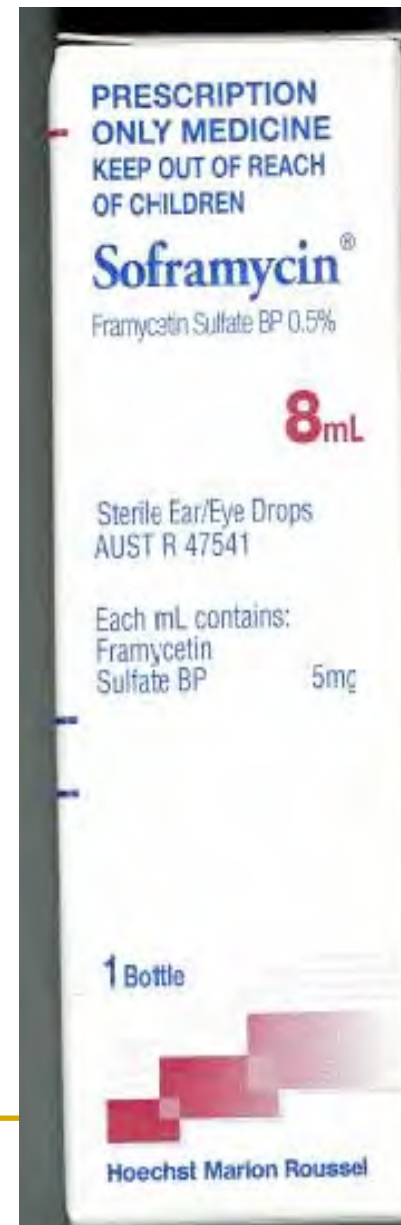 PRESCRIPTION
ONLY MEDICINE
KEEP OUT OF REACH
OF CHILDREN
Soframycin®
Framycetin Sulfate BP 0.5%
8mL
Sterile Ear/Eye Drops
AUST R 47541
Each mL contains:
Framycetin
Sulfate BP 5mg
1 Bottle
Hoechst Marion Roussel